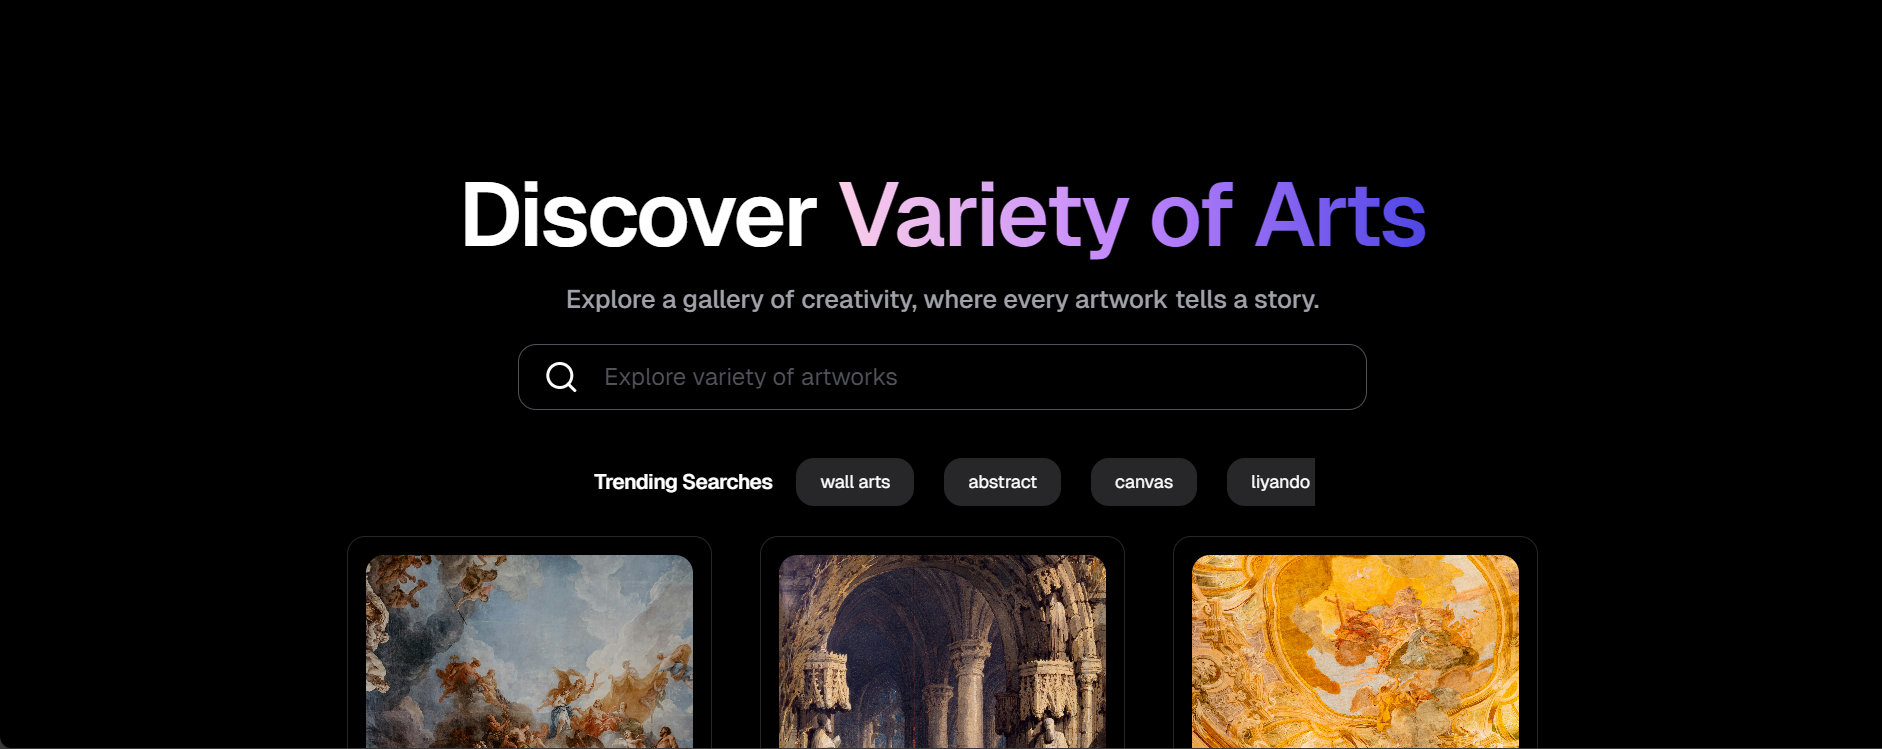 Discover Variety of Arts
Explore a gallery of creativity, where every artwork tells a story.
Explore variety of artworks
Trending Searches wall arts abstract canvas liyando